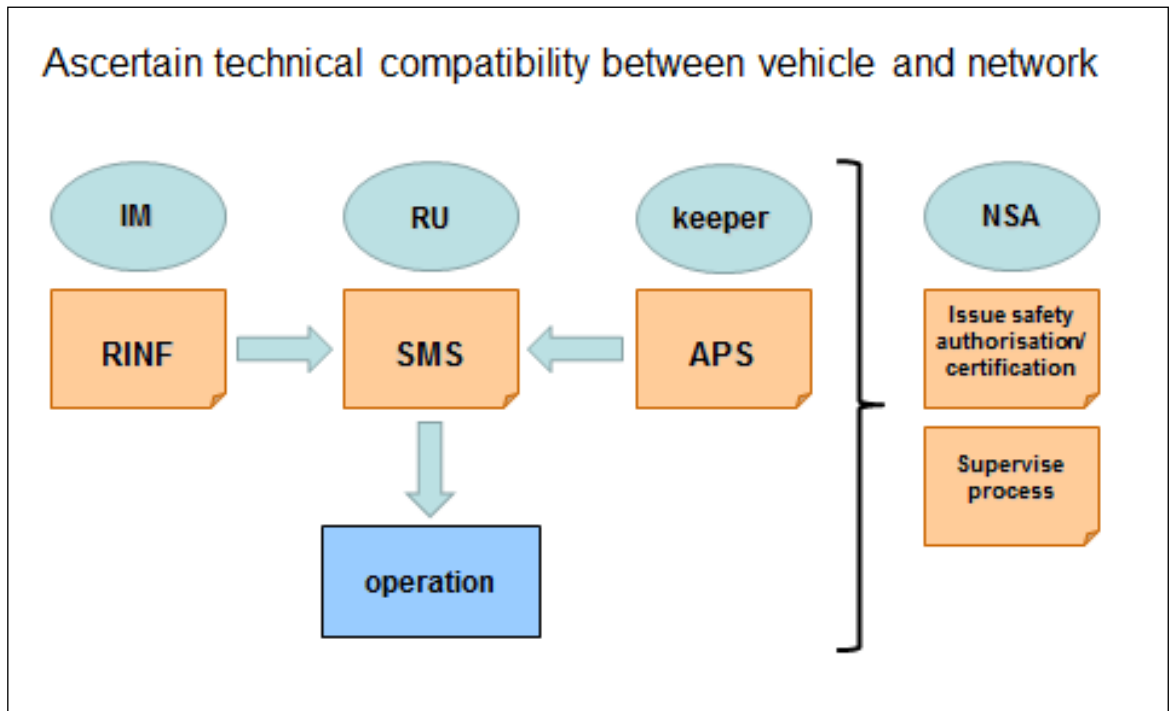 Ascertain technical compatibility between vehicle and network
IM
RU
keeper
NSA
RINF
SMS
APS
Issue safety
authorisation/
certification
Supervise
process
operation